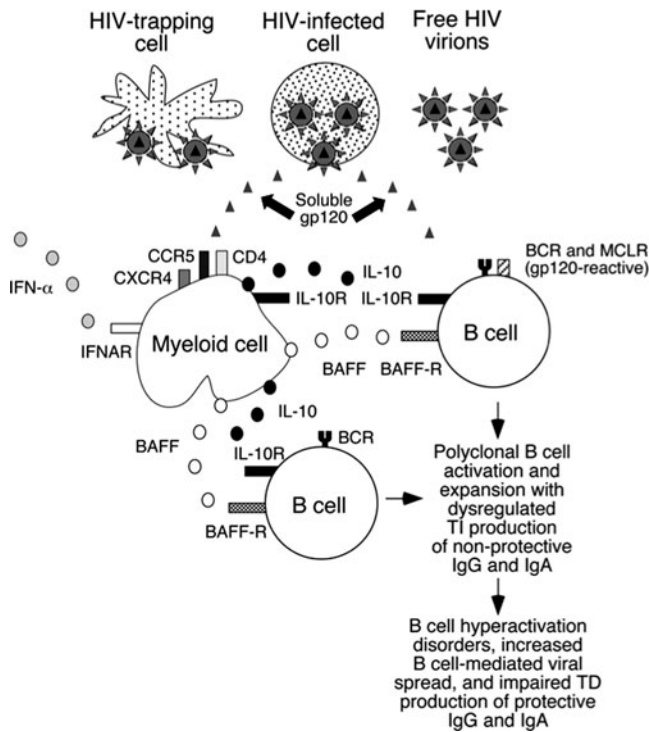 HIV-trapping
cell
HIV-infected
cell
Free HIV
virions
Soluble
gp120
IFN-α
CXCR4
CCR5
CD4
IL-10
IL-10R
IL-10R
BCR and MCLR
(gp120-reactive)
B cell
IFNAR
Myeloid cell
BAFF
BAFF-R
BAFF
IL-10
IL-10R
BCR
B cell
BAFF-R
Polyclonal B cell
activation and
expansion with
dysregulated
TI production
of non-protective
IgG and IgA
B cell hyperactivation
disorders, increased
B cell-mediated viral
spread, and impaired TD
production of protective
IgG and IgA